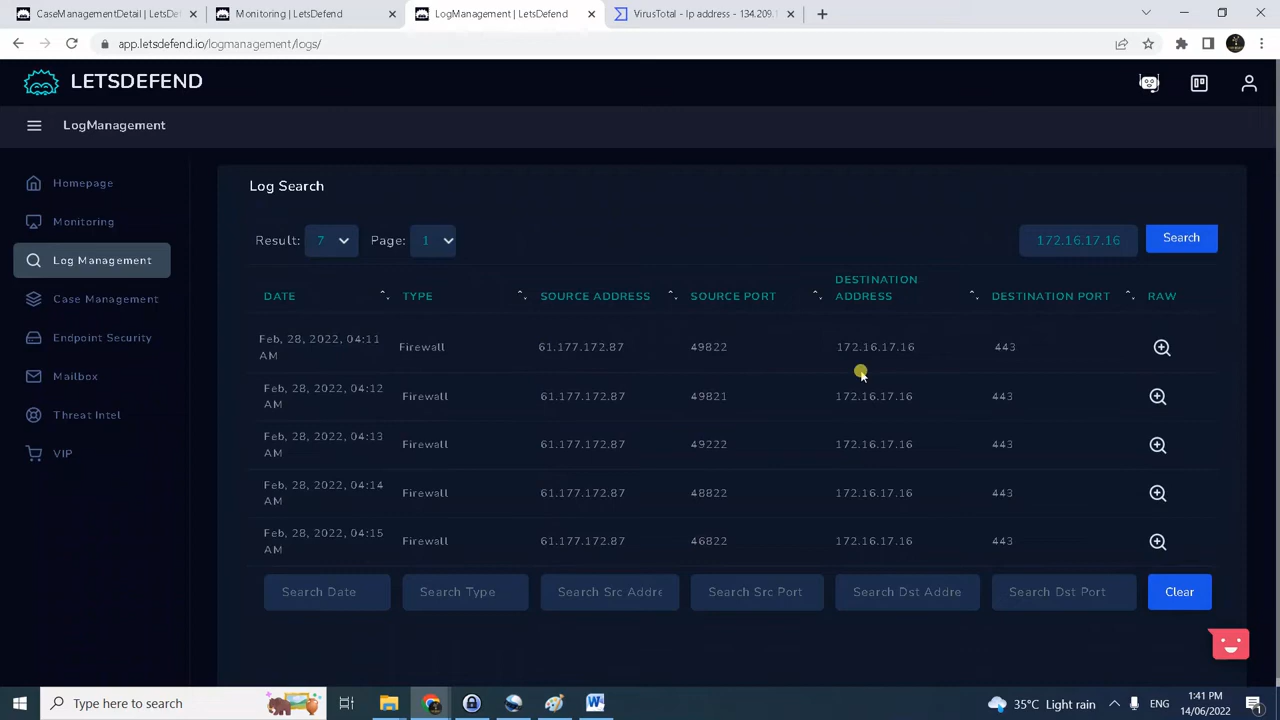 CaseManagementDetail | LetsDef
Monitoring | LetsDefend
LogManagement | LetsDefend
VirusTotal - Ip address - 134.209.1
app.letsdefend.io/logmanagement/logs/
LETSDEFEND
LogManagement
Homepage
Monitoring
Log Management
Case Management
Endpoint Security
Mailbox
Threat Intel
VIP
Log Search
Result: 7 Page: 1 172.16.17.16 Search
DESTINATION
DATE TYPE SOURCE ADDRESS SOURCE PORT ADDRESS DESTINATION PORT RAW
Feb, 28, 2022, 04:11
AM Firewall 61.177.172.87 49822 172.16.17.16 443
Feb, 28, 2022, 04:12
AM Firewall 61.177.172.87 49821 172.16.17.16 443
Feb, 28, 2022, 04:13
AM Firewall 61.177.172.87 49222 172.16.17.16 443
Feb, 28, 2022, 04:14
AM Firewall 61.177.172.87 48822 172.16.17.16 443
Feb, 28, 2022, 04:15
AM Firewall 61.177.172.87 46822 172.16.17.16 443
Search Date Search Type Search Src Addre Search Src Port Search Dst Addre Search Dst Port Clear
Type here to search
35°C Light rain
ENG
1:41 PM
14/06/2022
1